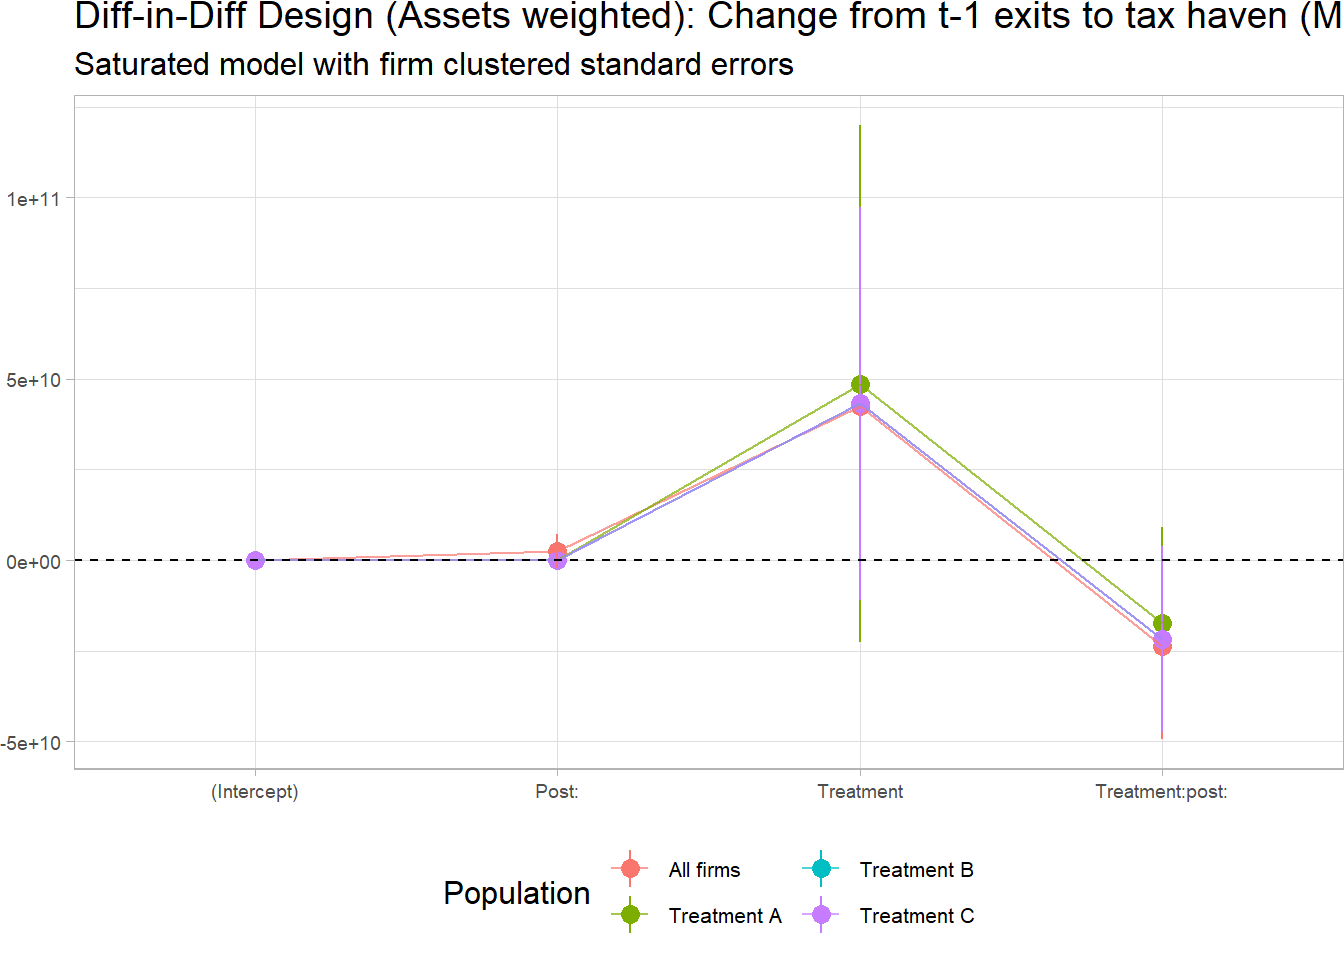 Diff-in-Diff Design (Assets weighted): Change from t-1 exits to tax haven (M
Saturated model with firm clustered standard errors
1e+11
5e+10
0e+00
-5e+10
(Intercept)
Post:
Treatment
Treatment:post:
Population
All firms
Treatment B
Treatment A
Treatment C